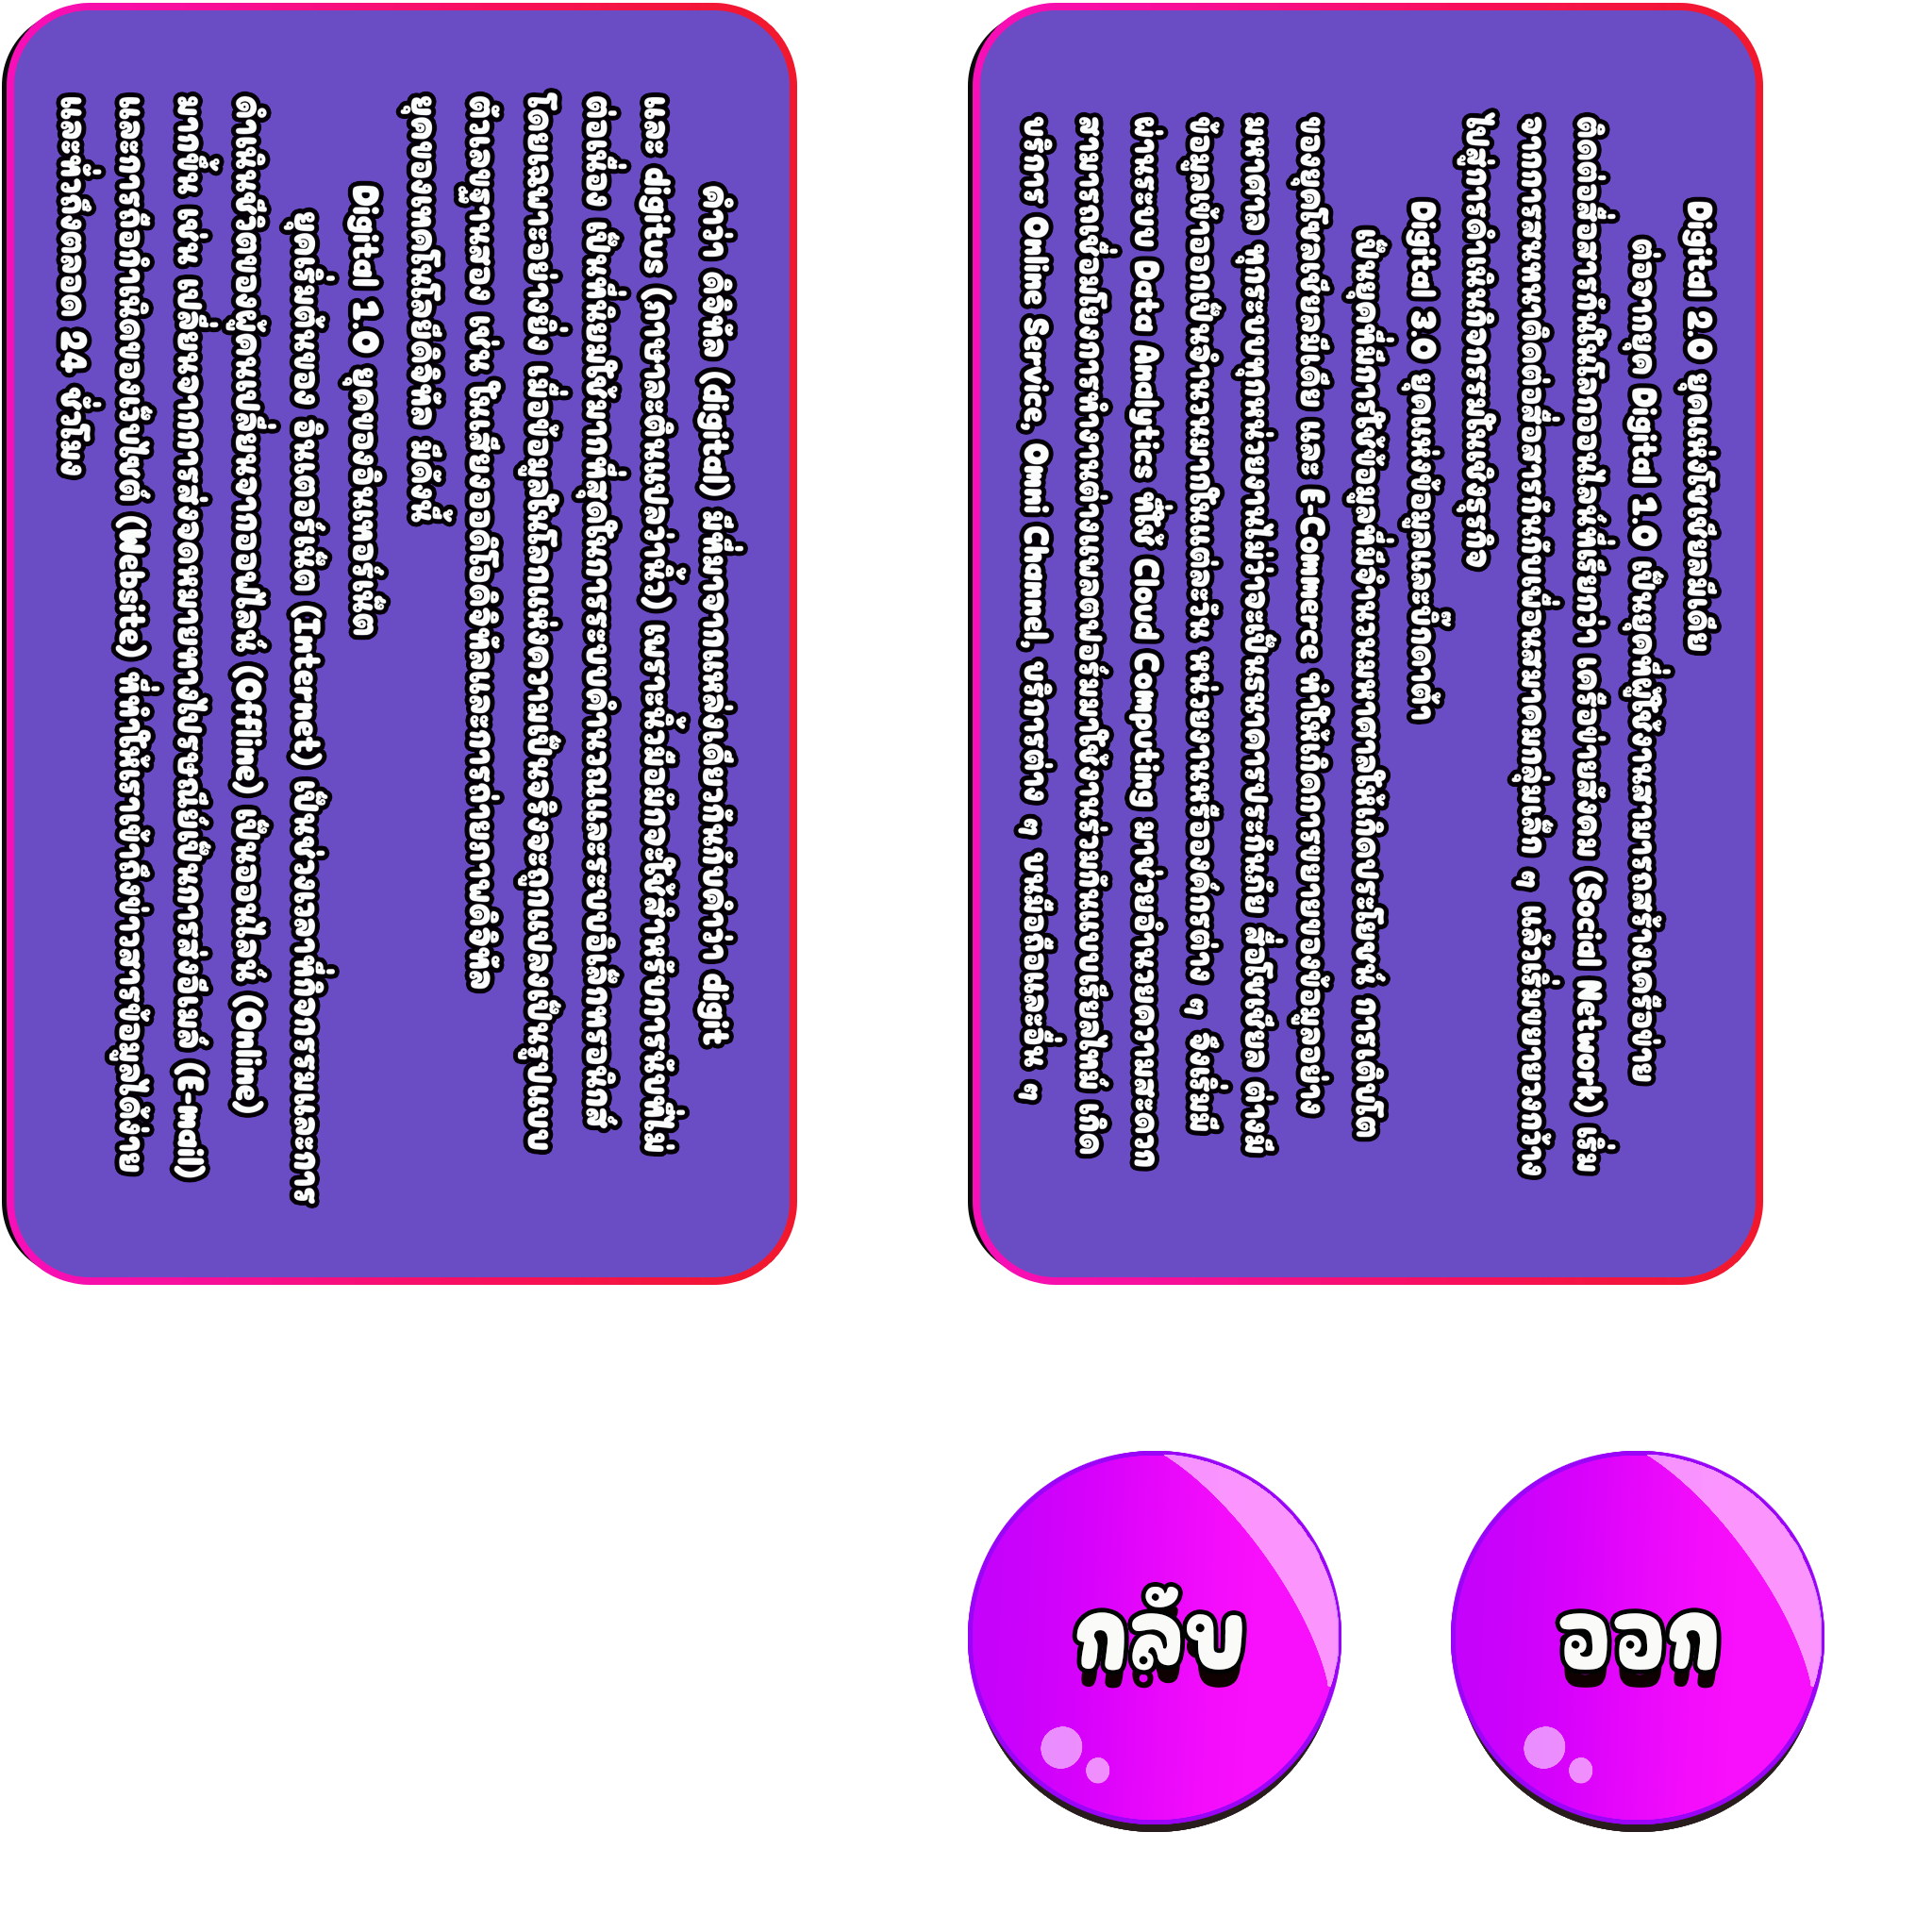 คำว่า ดิจิทัล (digital) มีที่มาจากแหล่งเดียวกันกับคำว่า digit
และ digitus (ภาษาละตินแปลว่านิ้ว) เพราะนิ้วมือมักจะใช้สำหรับการนับที่ไม่
ต่อเนื่อง เป็นที่นิยมใช้มากที่สุดในการระบบคำนวณและระบบอิเล็กทรอนิกส์
โดยเฉพาะอย่างยิ่ง เมื่อข้อมูลในโลกแห่งความเป็นจริงจะถูกแปลงเป็นรูปแบบ
ตัวเลขฐานสอง เช่น ในเสียงออดิโอดิจิทัลและการถ่ายภาพดิจิทัล
ยุคของเทคโนโลยีดิจิทัล มีดังนี้
Digital 1.0 ยุคของอินเทอร์เน็ต
ยุคเริ่มต้นของ อินเตอร์เน็ต (Internet) เป็นช่วงเวลาที่กิจกรรมและการ
ดำเนินชีวิตของผู้คนเปลี่ยนจากออฟไลน์ (Offline) เป็นออนไลน์ (Online)
มากขึ้น เช่น เปลี่ยนจากการส่งจดหมายทางไปรษณีย์เป็นการส่งอีเมล์ (E-mail)
และการถือกำเนิดของเว็บไซต์ (Website) ที่ทำให้เราเข้าถึงข่าวสารข้อมูลได้ง่าย
และทั่วถึงตลอด 24 ชั่วโมง
Digital 2.0 ยุคแห่งโซเชียลมีเดีย
ต่อจากยุค Digital 1.0 เป็นยุคที่ผู้ใช้งานสามารถสร้างเครือข่าย
ติดต่อสื่อสารกันในโลกออนไลน์ที่เรียกว่า เครือข่ายสังคม (Social Network) เริ่ม
จากการสนทนาติดต่อสื่อสารกันกับเพื่อนสมาคมกลุ่มเล็ก ๆ แล้วเริ่มขยายวงกว้าง
ไปสู่การดำเนินกิจกรรมในเชิงธุรกิจ
Digital 3.0 ยุคแห่งข้อมูลและบิ๊กดาต้า
เป็นยุคที่มีการใช้ข้อมูลที่มีจำนวนมหาศาลให้เกิดประโยชน์ การเติบโต
ของยุคโซเชียลมีเดีย และ E-Commerce ทำให้เกิดการขยายของข้อมูลอย่าง
มหาศาล ทุกระบบทุกหน่วยงานไม่ว่าจะเป็นธนาคารประกันภัย สื่อโซเชียล ต่างมี
ข้อมูลเข้าออกเป็นจำนวนมากในแต่ละวัน หน่วยงานหรือองค์กรต่าง ๆ จึงเริ่มมี
ผ่านระบบ Data Analytics ที่ใช้ Cloud Computing มาช่วยอำนวยความสะดวก
สามารถเชื่อมโยงการทำงานด้านแพลตฟอร์มมาใช้งานร่วมกันแบบเรียลไทม์ เกิด
บริการ Online Service, Omni Channel, บริการต่าง ๆ บนมือถือและอื่น ๆ
กลับ
ออก